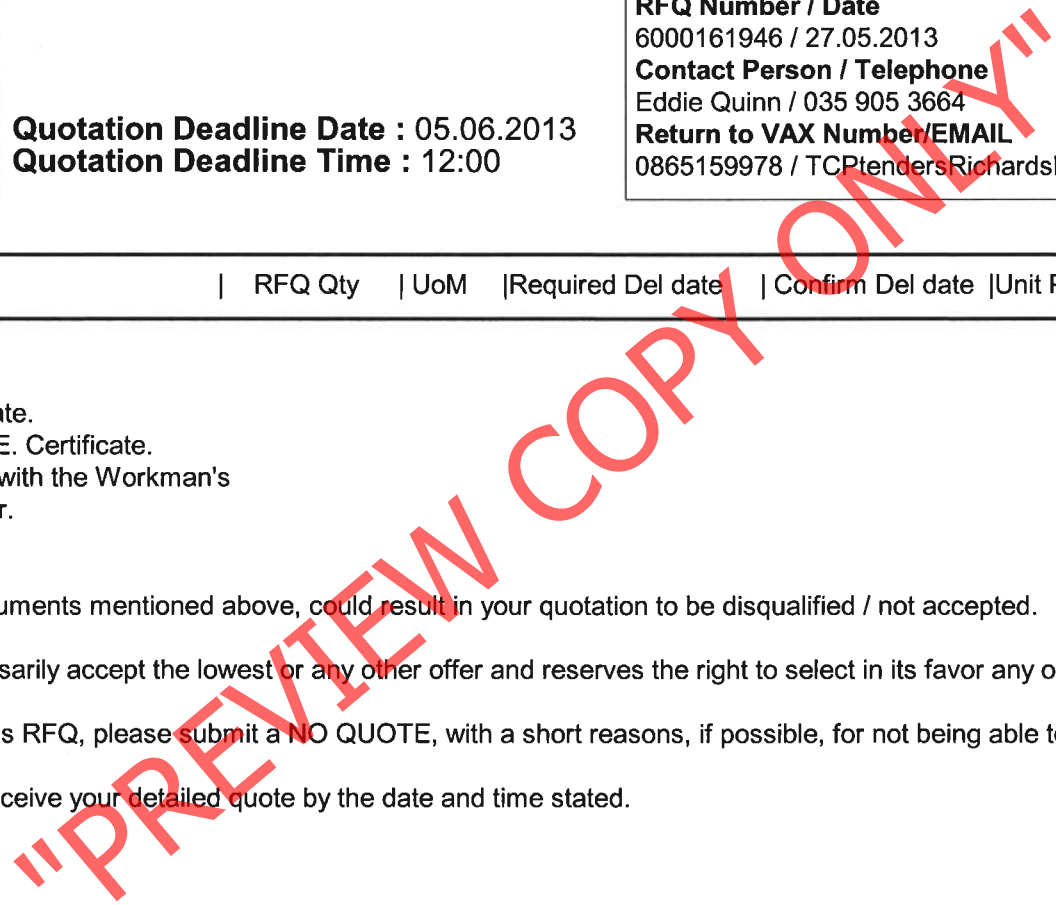 RFQ Number / Date
6000161946 / 27.05.2013
Contact Person / Telephone
Eddie Quinn / 035 905 3664
Return to VAX Number/EMAIL
0865159978 / TCPtendersRichards
Quotation Deadline Date : 05.06.2013
Quotation Deadline Time : 12:00
| RFQ Qty | UoM |Required Del date | Confirm Del date |Unit
ate.
E. Certificate.
with the Workman's
r.
uments mentioned above, could result in your quotation to be disqualified / not accepted.
sarily accept the lowest or any other offer and reserves the right to select in its favor any o
s RFQ, please submit a NO QUOTE, with a short reasons, if possible, for not being able t
ceive your detailed quote by the date and time stated.
"PREVIEW COPY ONLY"